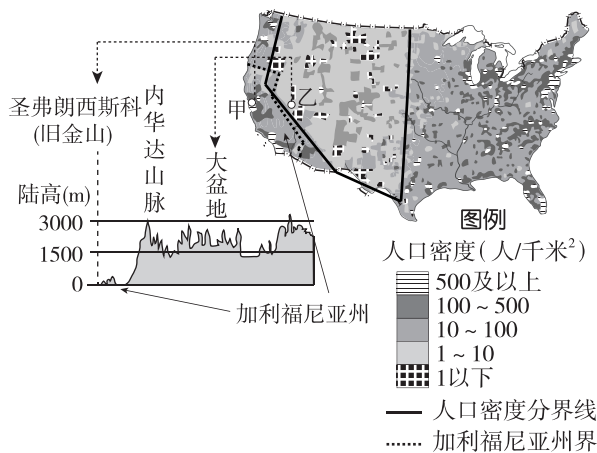 甲
乙
圣弗朗西斯科
(旧金山)
内华达山脉
大盆地
陆高(m)
3000
1500
0
加利福尼亚州
图例
人口密度(人/千米²)
500及以上
100~500
10~100
1~10
1以下
人口密度分界线
加利福尼亚州界